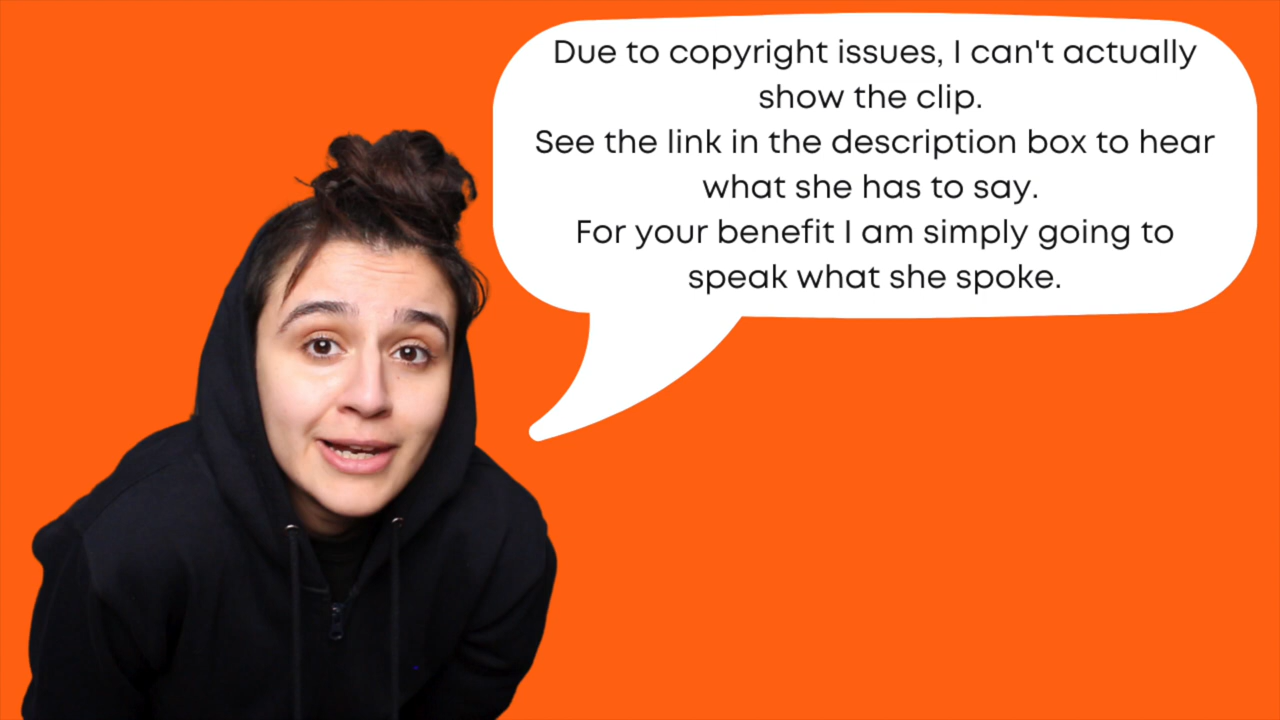 Due to copyright issues, I can't actually
show the clip.
See the link in the description box to hear
what she has to say.
For your benefit I am simply going to
speak what she spoke.